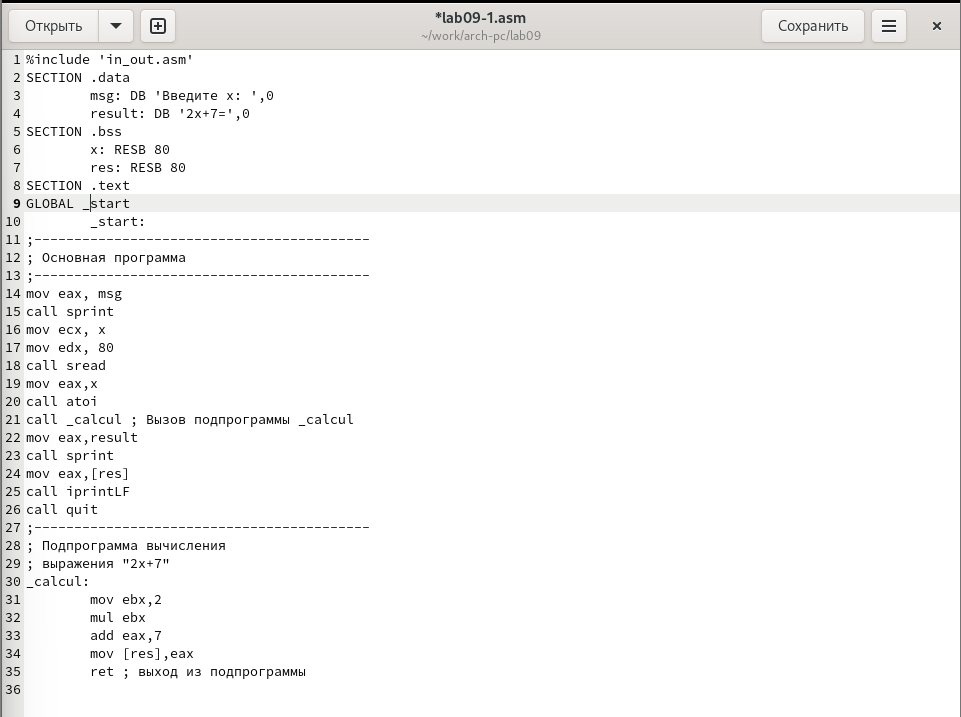 Открыть
*lab09-1.asm
~/work/arch-pc/lab09
Сохранить
1 %include 'in_out.asm'
2 SECTION .data
3 msg: DB 'Введите x: ',0
4 result: DB '2x+7=',0
5 SECTION .bss
6 x: RESB 80
7 res: RESB 80
8 SECTION .text
9 GLOBAL _start
10 _start:
11 ;------------------------------------------
12 ; Основная программа
13 ;------------------------------------------
14 mov eax, msg
15 call sprint
16 mov ecx, x
17 mov edx, 80
18 call sread
19 mov eax,x
20 call atoi
21 call _calcul ; Вызов подпрограммы _calcul
22 mov eax,result
23 call sprint
24 mov eax,[res]
25 call iprintLF
26 call quit
27 ;------------------------------------------
28 ; Подпрограмма вычисления
29 ; выражения "2x+7"
30 _calcul:
31 mov ebx,2
32 mul ebx
33 add eax,7
34 mov [res],eax
35 ret ; выход из подпрограммы
36